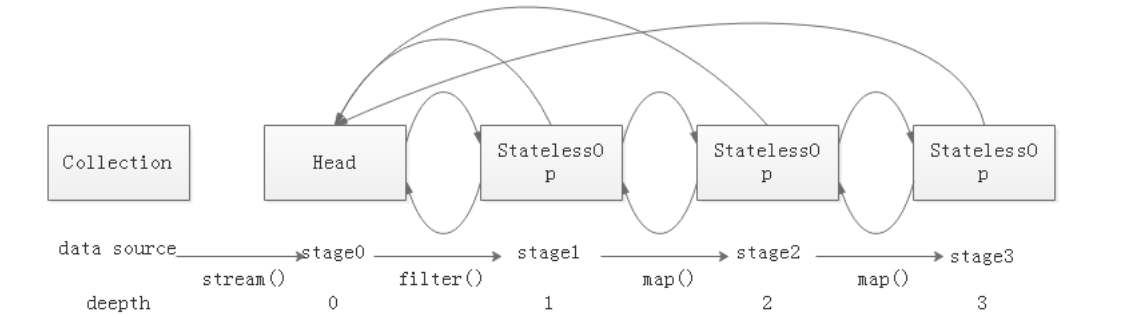 Collection
Head
StatelessO
p
StatelessO
p
StatelessO
p
data source
stage0
stage1
stage2
stage3
stream()
filter()
map()
map()
deepth
0
1
2
3